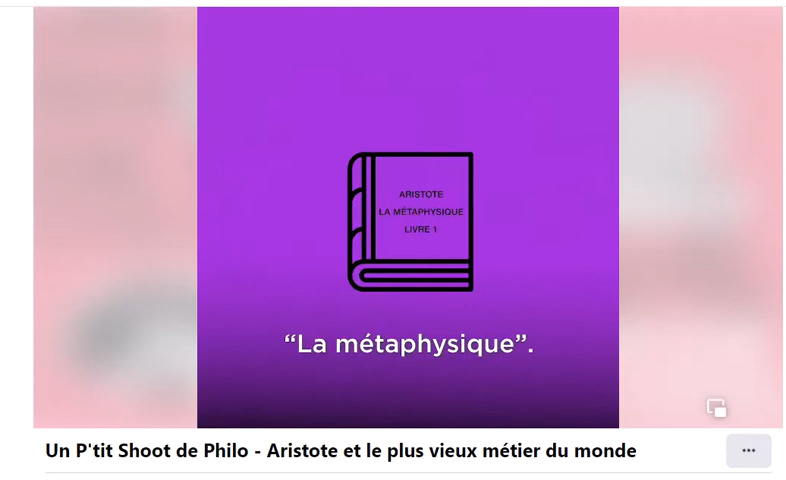 ARISTOTE
LA MÉTAPHYSIQUE
LIVRE 1
“La métaphysique”.
Un P'tit Shoot de Philo - Aristote et le plus vieux métier du monde